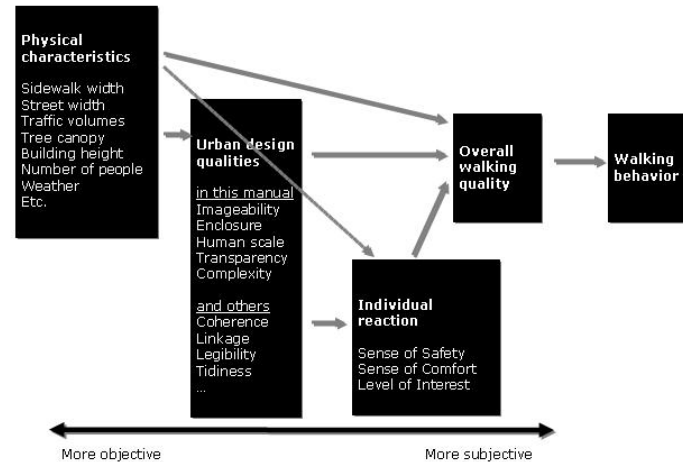 Physical
characteristics
Sidewalk width
Street width
Traffic volumes
Tree canopy
Building height
Number of people
Weather
Etc.
Urban design
qualities
in this manual
Imageability
Enclosure
Human scale
Transparency
Complexity
and others
Coherence
Linkage
Legibility
Tidiness
...
Individual
reaction
Sense of Safety
Sense of Comfort
Level of Interest
Overall
walking
quality
Walking
behavior
More objective
More subjective